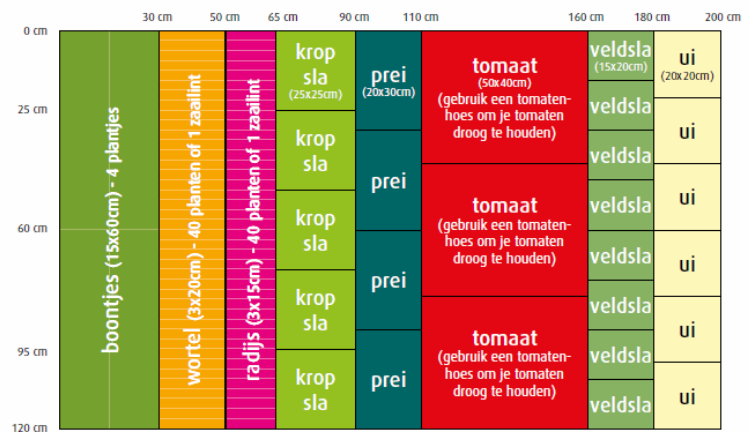 30 cm
50 cm
65 cm
90 cm
110 cm
160 cm
180 cm
200 cm
0 cm
25 cm
60 cm
95 cm
120 cm
boontjes (15x60cm) - 4 plantjes
wortel (3x20cm) - 40 planten of 1 zaailint
radijs (3x15cm) - 40 planten of 1 zaailint
krop
sla
(25x25cm)
krop
sla
krop
sla
krop
sla
krop
sla
prei
(20x30cm)
prei
prei
prei
tomaat
(50x40cm)
(gebruik een tomaten-
hoes om je tomaten
droog te houden)
tomaat
(gebruik een tomaten-
hoes om je tomaten
droog te houden)
tomaat
(gebruik een tomaten-
hoes om je tomaten
droog te houden)
veldsla
(15x20cm)
veldsla
veldsla
veldsla
veldsla
veldsla
veldsla
veldsla
ui
(20x20cm)
ui
ui
ui
ui
ui